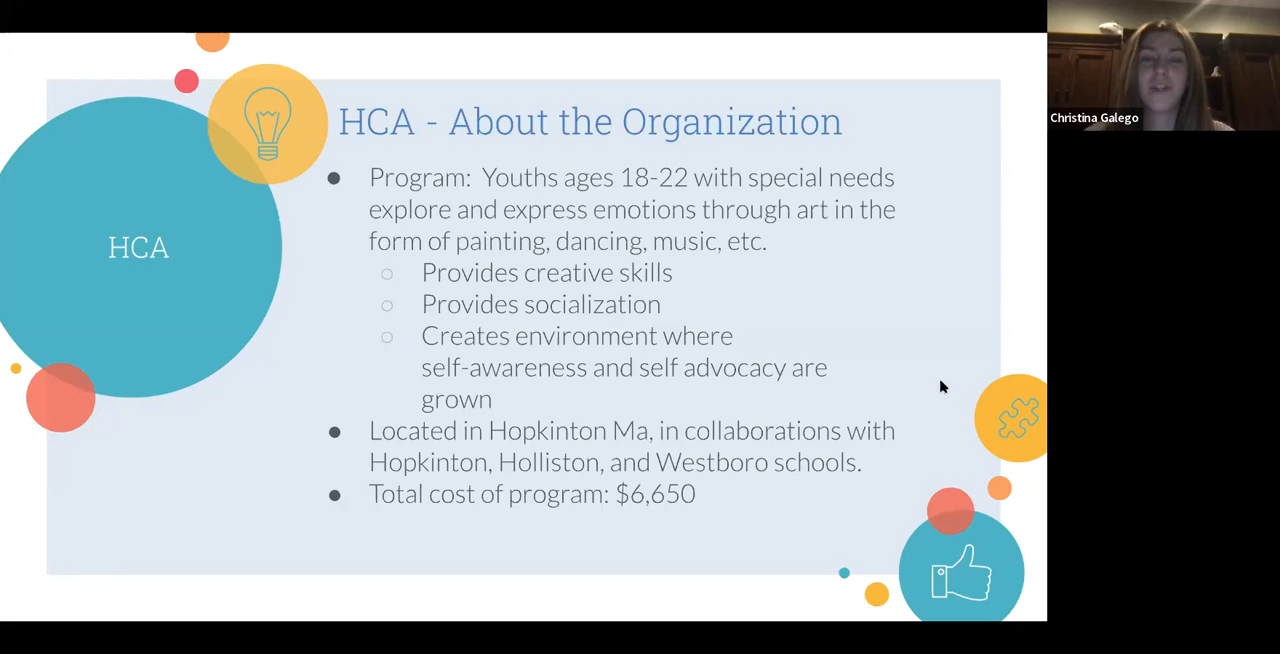 HCA - About the Organization
HCA
● Program:  Youths ages 18-22 with special needs
explore and express emotions through art in the
form of painting, dancing, music, etc.
○ Provides creative skills
○ Provides socialization
○ Creates environment where
self-awareness and self advocacy are
grown
● Located in Hopkinton Ma, in collaborations with
Hopkinton, Holliston, and Westboro schools.
● Total cost of program: $6,650
Christina Galego